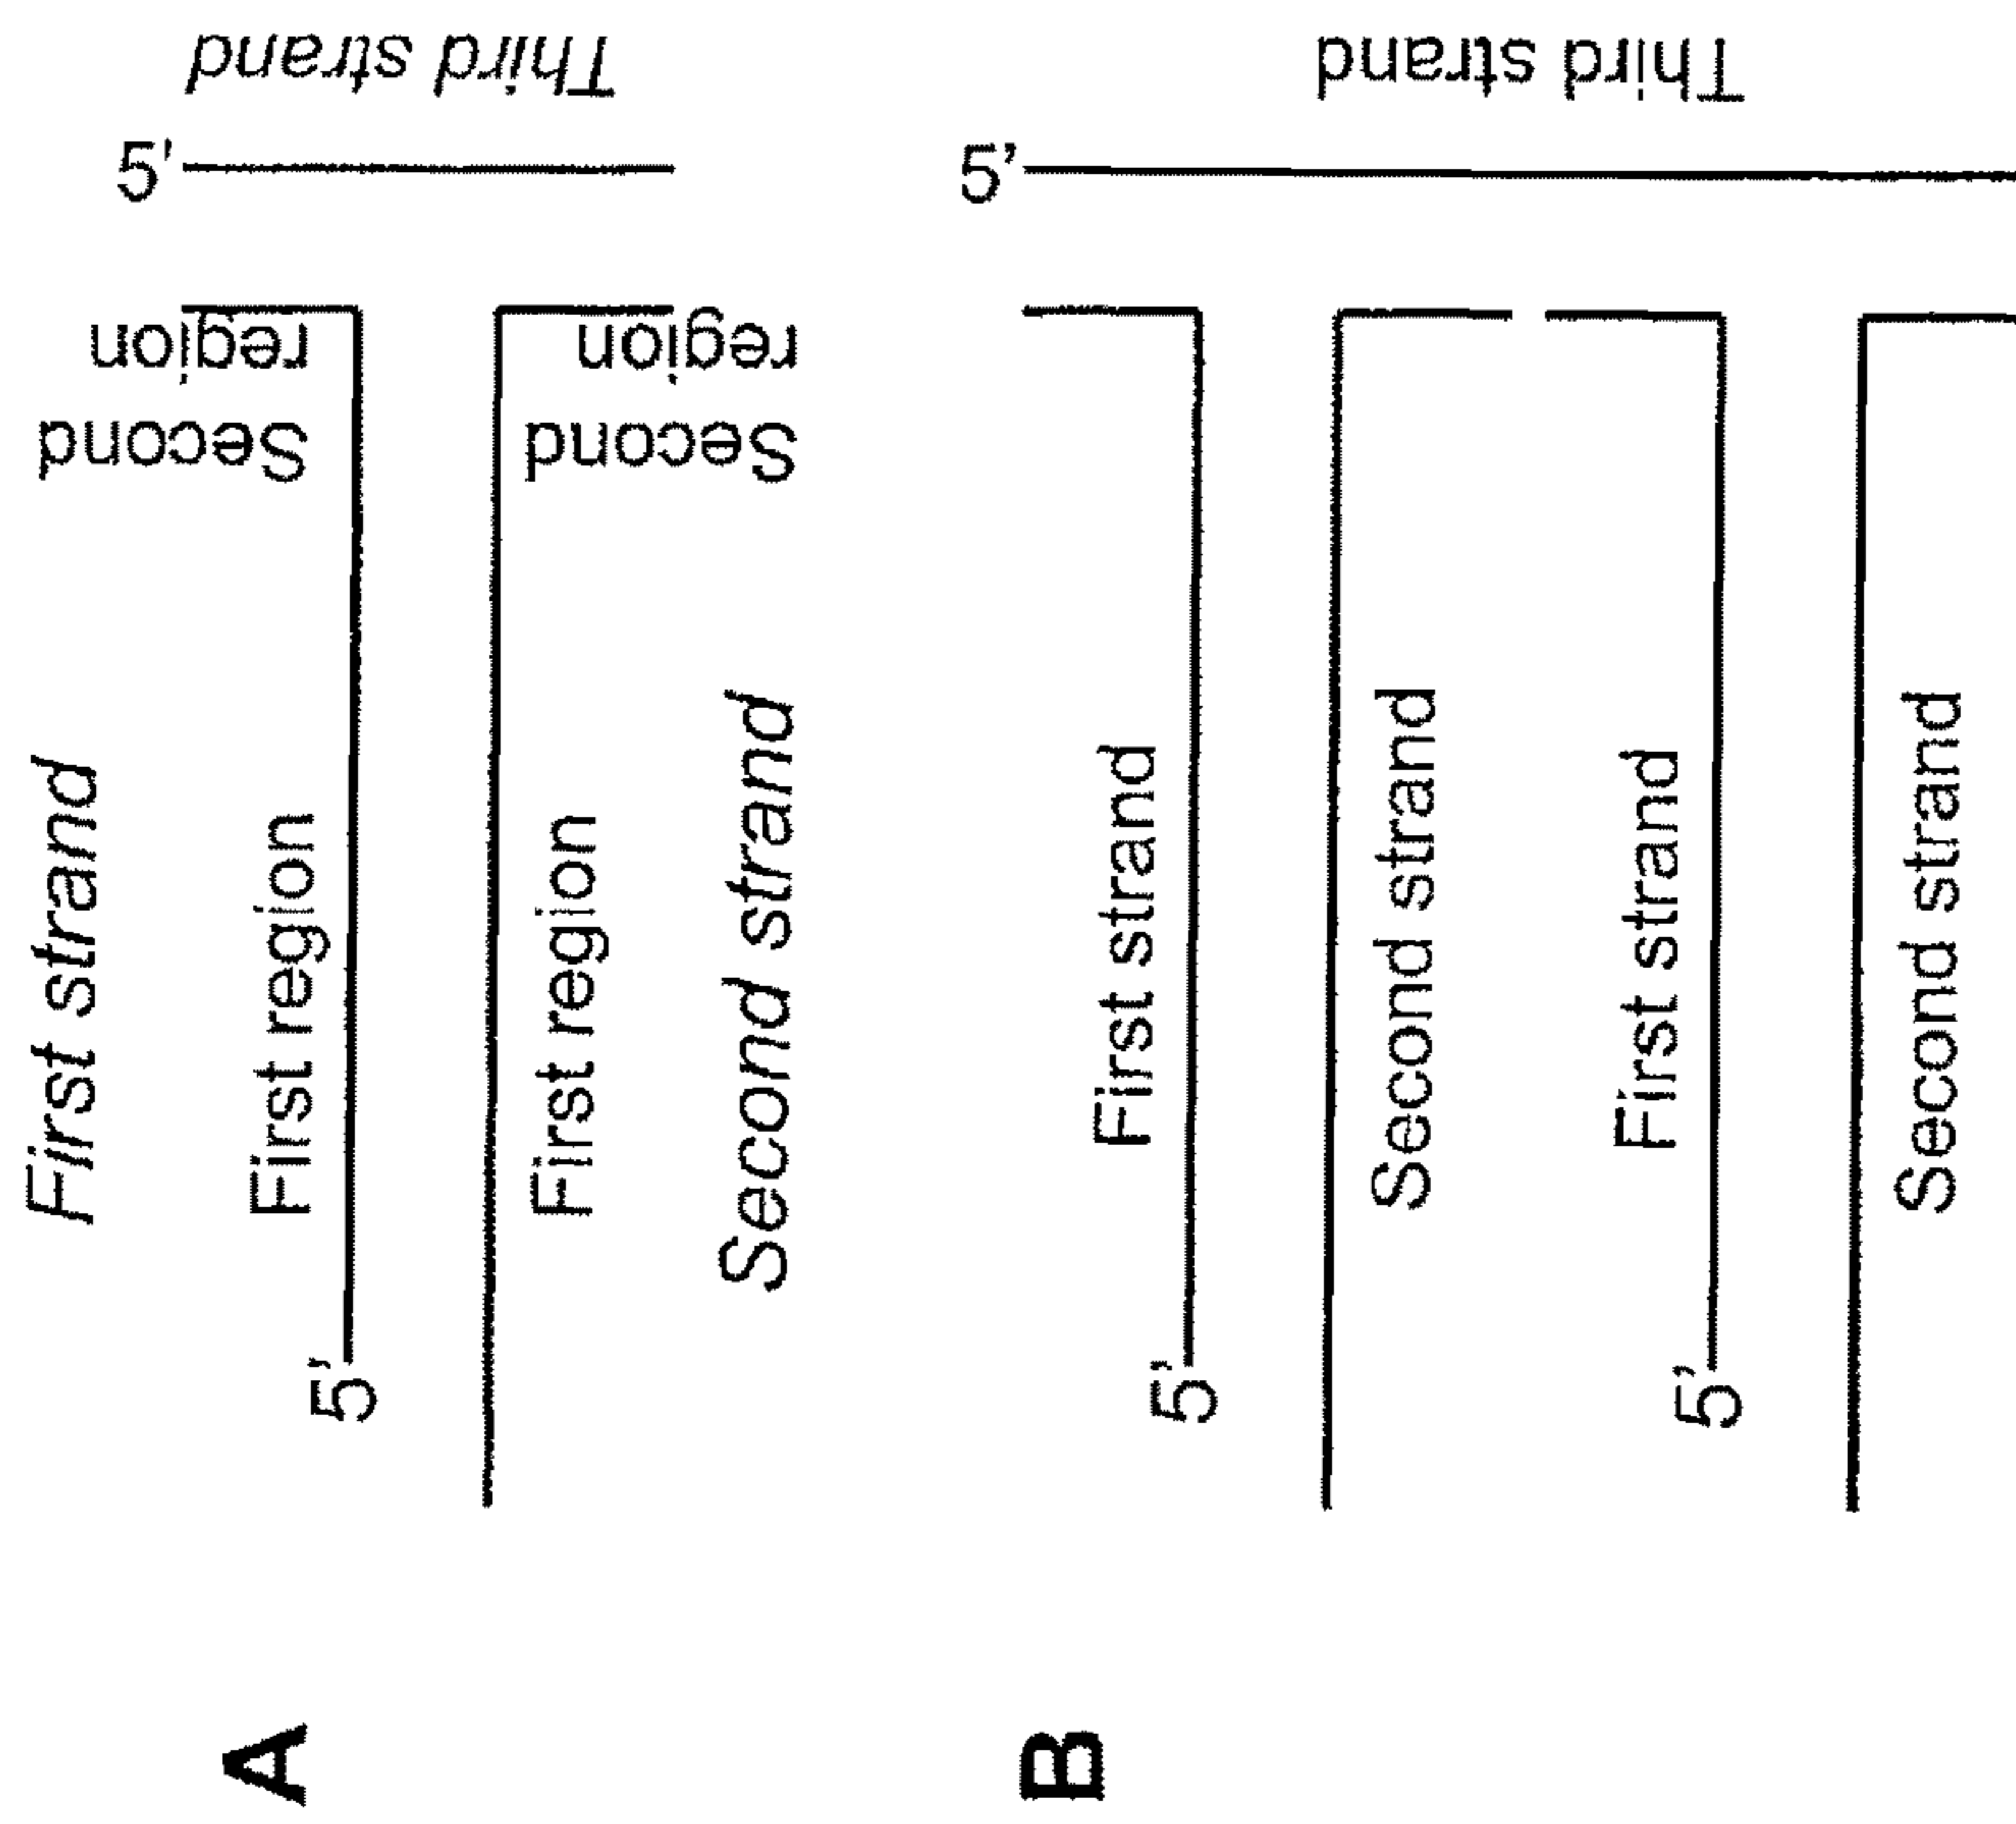 A
First strand
First region
5'
Second
region
5'
Third strand
First region
Second
region
Second strand
B
5'
First strand
Second strand
5'
First strand
Second strand
5'
Third strand